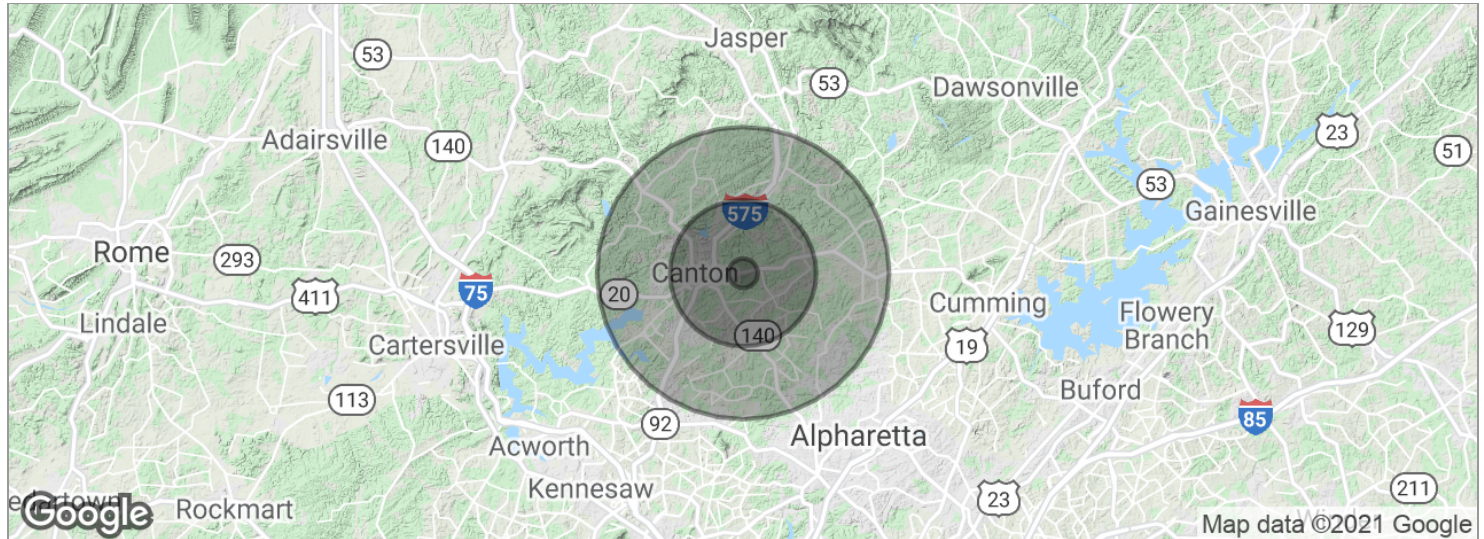 Jasper
53
53
Dawsonville
23
Adairsville
140
51
53
575
Gainesville
Rome
293
Canton
75
20
411
Cumming
Flowery
Branch
Lindale
129
140
19
Cartersville
Buford
113
85
92
Alpharetta
Acworth
Kennesaw
211
23
Rockmart
Google
Map data ©2021 Google